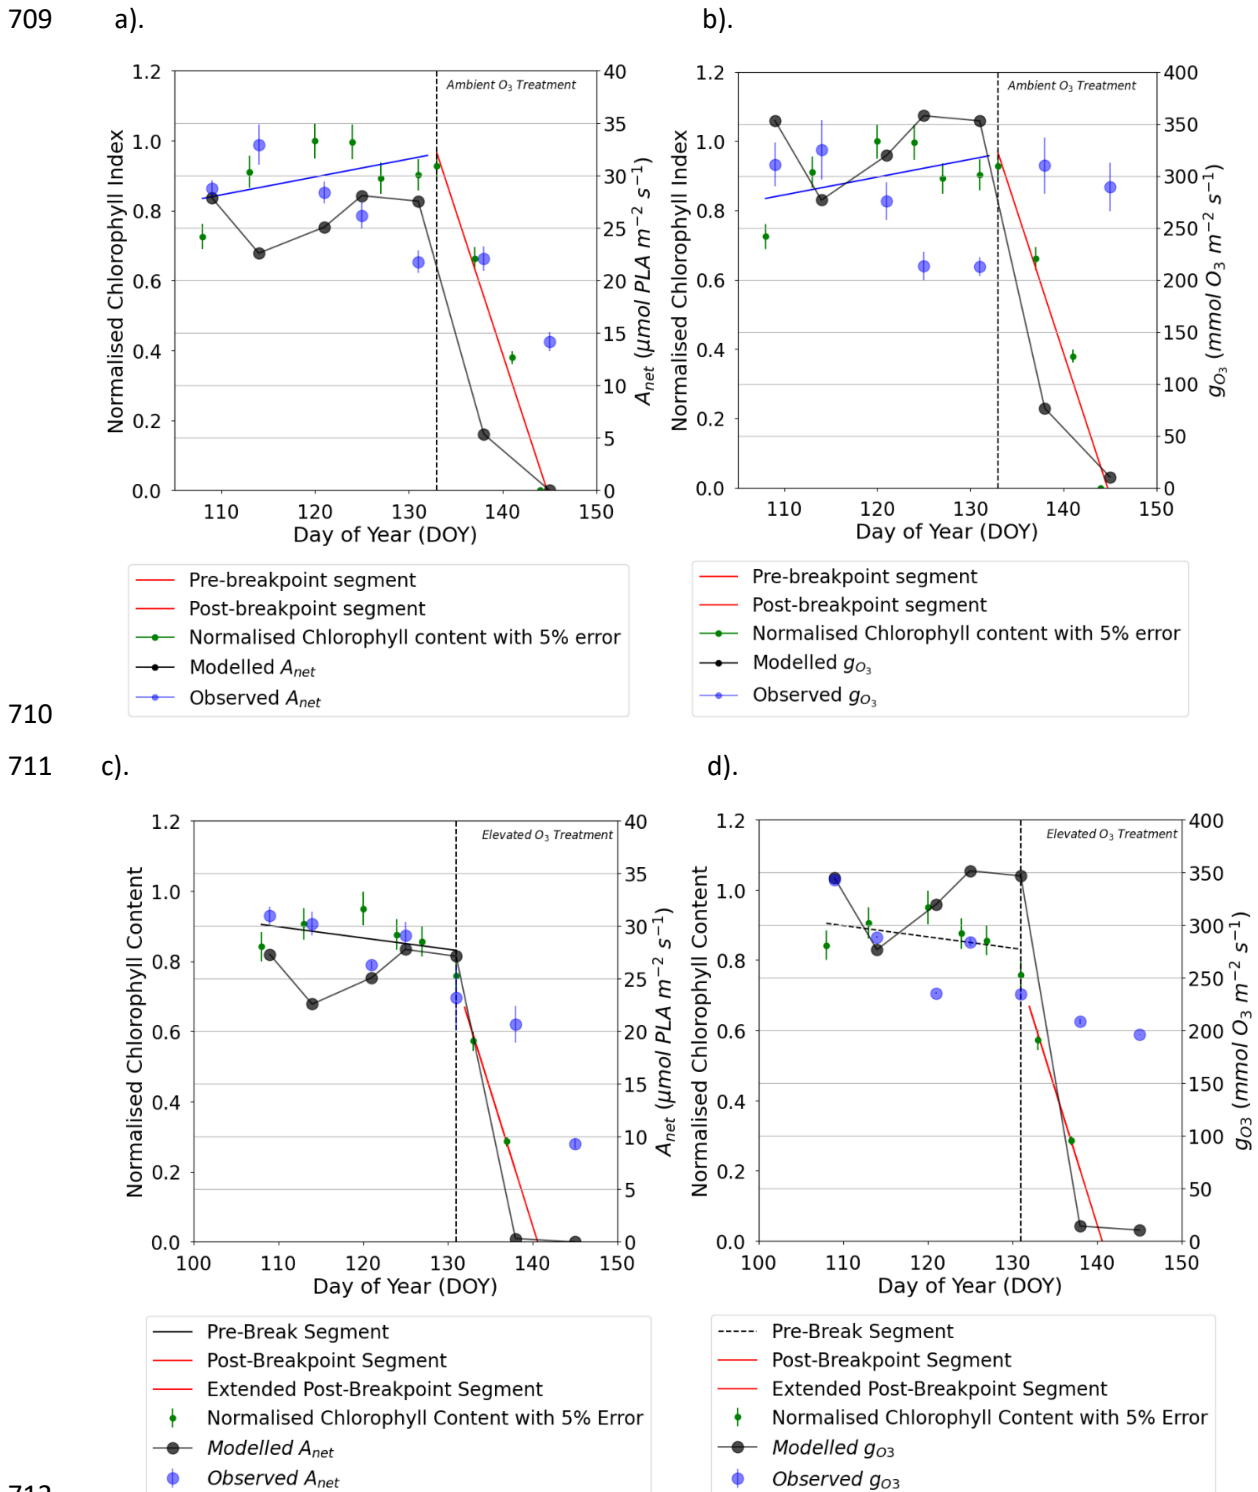 709 a). b).
Ambient O₃ Treatment
1.2
1.0
0.8
0.6
0.4
0.2
0.0
Normalised Chlorophyll Index
40
35
30
25
20
15
10
5
0
A_net (μmol PLA m⁻² s⁻¹)
110 120 130 140 150
Day of Year (DOY)
Pre-breakpoint segment
Post-breakpoint segment
Normalised Chlorophyll content with 5% error
Modelled A_net
Observed A_net
Ambient O₃ Treatment
1.2
1.0
0.8
0.6
0.4
0.2
0.0
Normalised Chlorophyll Index
400
350
300
250
200
150
100
50
0
g_O₃ (mmol O₃ m⁻² s⁻¹)
110 120 130 140 150
Day of Year (DOY)
Pre-breakpoint segment
Post-breakpoint segment
Normalised Chlorophyll content with 5% error
Modelled g_O₃
Observed g_O₃
710
711 c). d).
Elevated O₃ Treatment
1.2
1.0
0.8
0.6
0.4
0.2
0.0
Normalised Chlorophyll Content
40
35
30
25
20
15
10
5
0
A_net (μmol PLA m⁻² s⁻¹)
100 110 120 130 140 150
Day of Year (DOY)
Pre-Break Segment
Post-Breakpoint Segment
Extended Post-Breakpoint Segment
Normalised Chlorophyll Content with 5% Error
Modelled A_net
Observed A_net
Elevated O₃ Treatment
1.2
1.0
0.8
0.6
0.4
0.2
0.0
Normalised Chlorophyll Content
400
350
300
250
200
150
100
50
0
g_O3 (mmol O₃ m⁻² s⁻¹)
100 110 120 130 140 150
Day of Year (DOY)
Pre-Break Segment
Post-Breakpoint Segment
Extended Post-Breakpoint Segment
Normalised Chlorophyll Content with 5% Error
Modelled g_O3
Observed g_O3